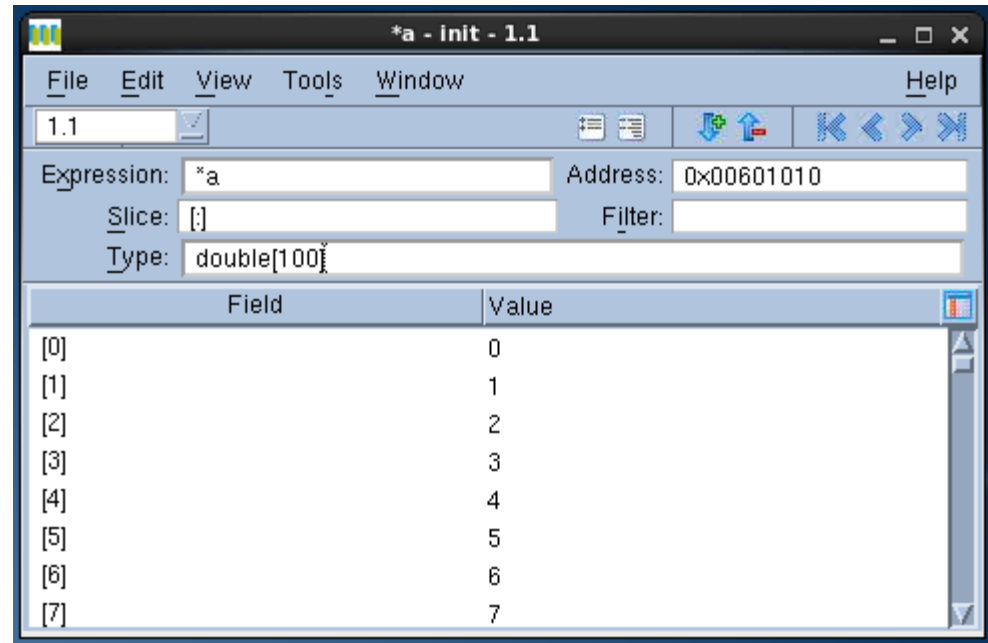 *a - init - 1.1
File Edit View Tools Window Help
1.1
Expression: *a Address: 0x00601010
Slice: [:] Filter:
Type: double[100]
Field Value
[0] 0
[1] 1
[2] 2
[3] 3
[4] 4
[5] 5
[6] 6
[7] 7